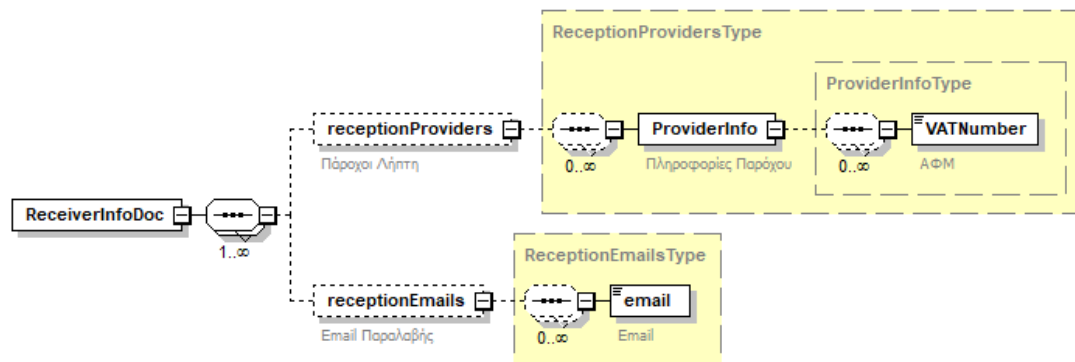 ReceptionProvidersType
ProviderInfoType
receptionProviders
ProviderInfo
VATNumber
Πάροχοι Λήπτη
0..∞
Πληροφορίες Παρόχου
0..∞
ΑΦΜ
ReceiverInfoDoc
1..∞
ReceptionEmailsType
receptionEmails
email
Email Παραλαβής
0..∞
Email